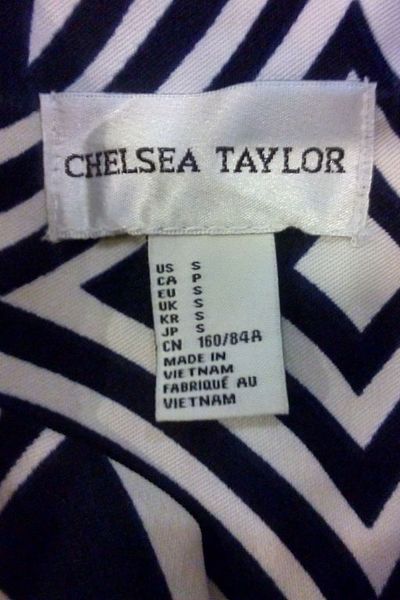 CHELSEA TAYLOR
US S
CA P
EU S
UK S
KR S
JP S
CN 160/84A
MADE IN
VIETNAM
FABRIQUÉ AU
VIETNAM